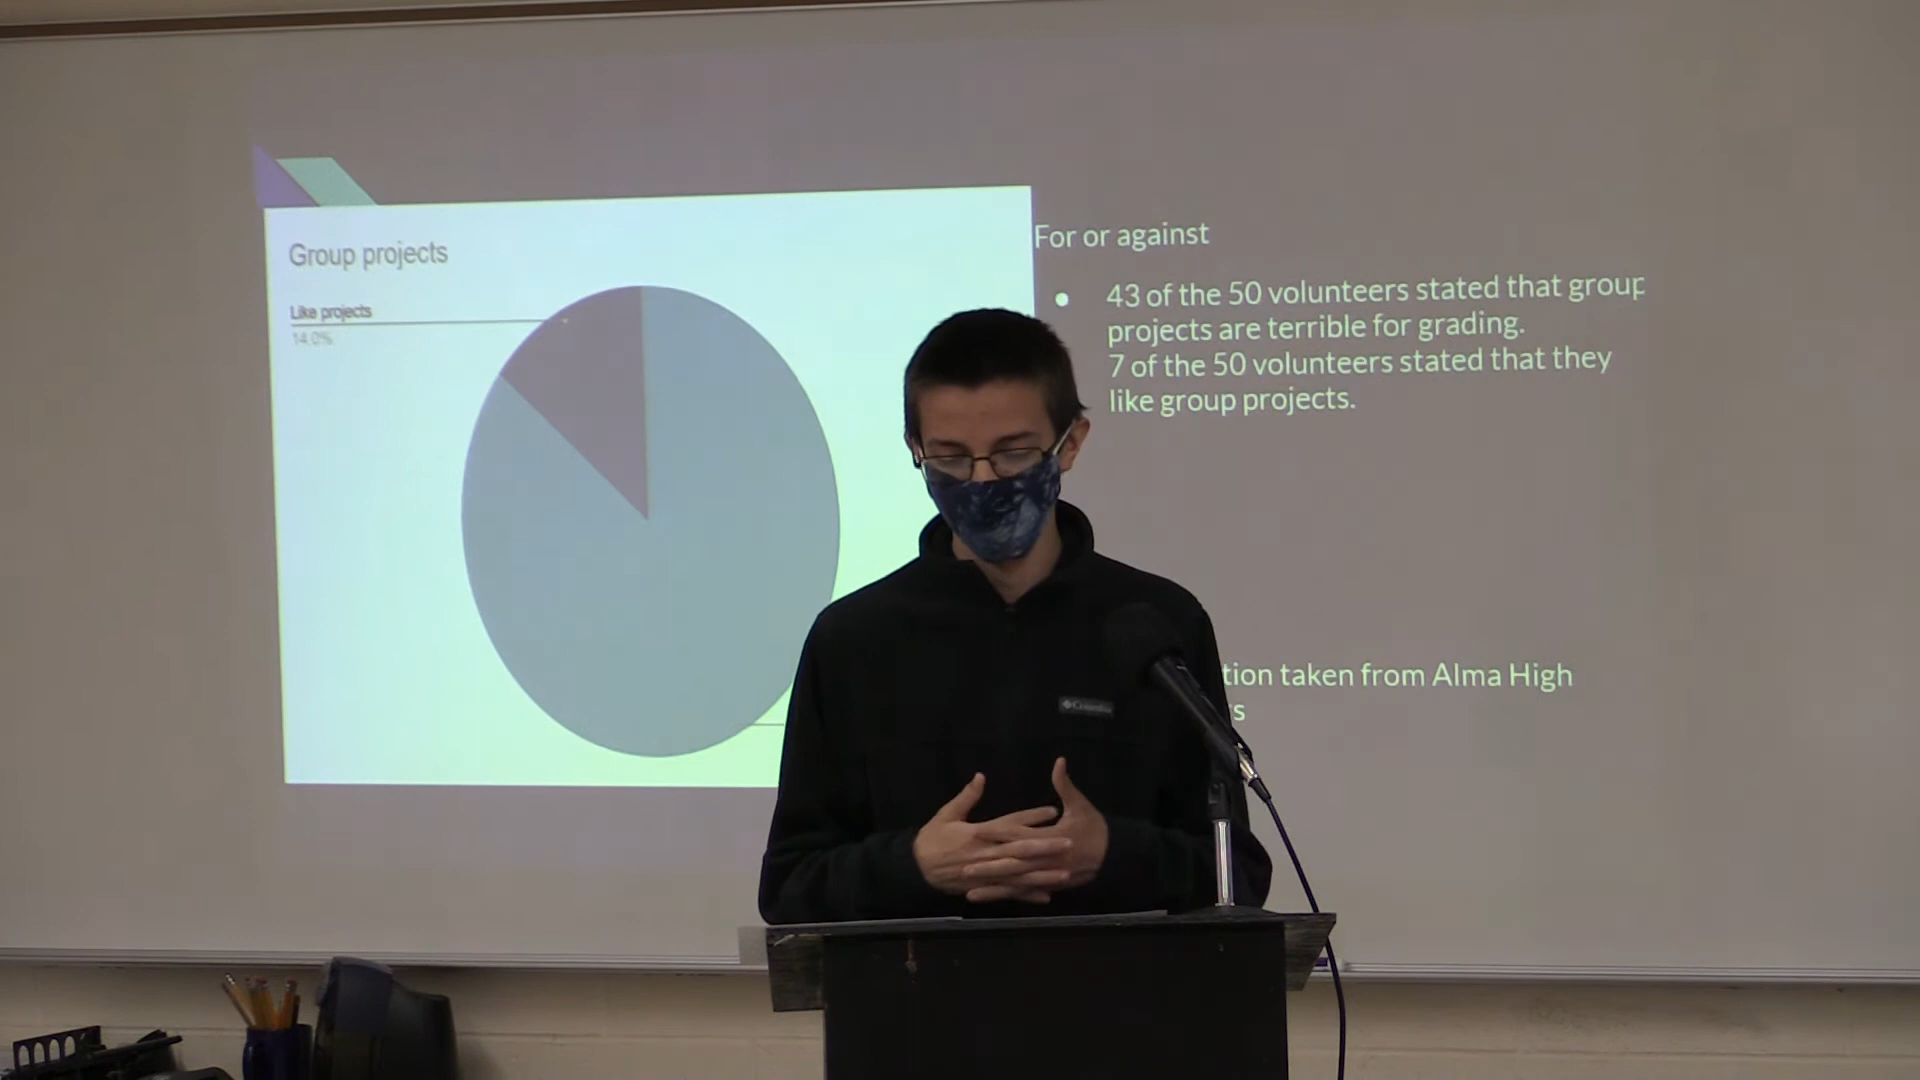 Group projects
Like projects
14.0%
For or against
43 of the 50 volunteers stated that group
projects are terrible for grading.
7 of the 50 volunteers stated that they
like group projects.
taken from Alma High
Columbia